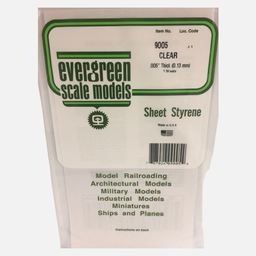 Item No. Loc. Code
9005
CLEAR
.005" Thick (0.13 mm)
evergreen
scale models
Sheet Styrene
Made in U.S.A.
Model Railroading
Architectural Models
Military Models
Industrial Models
Miniatures
Ships and Planes
Instructions on back